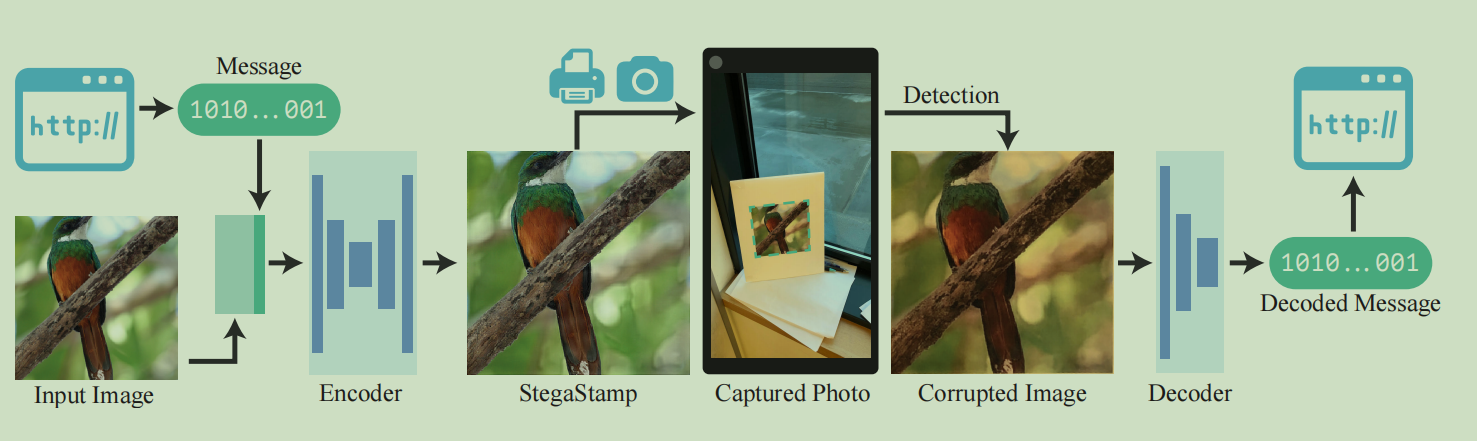 http://
Message
1010...001
Input Image
Encoder
StegaStamp
Captured Photo
Detection
Corrupted Image
Decoder
1010...001
Decoded Message
http://